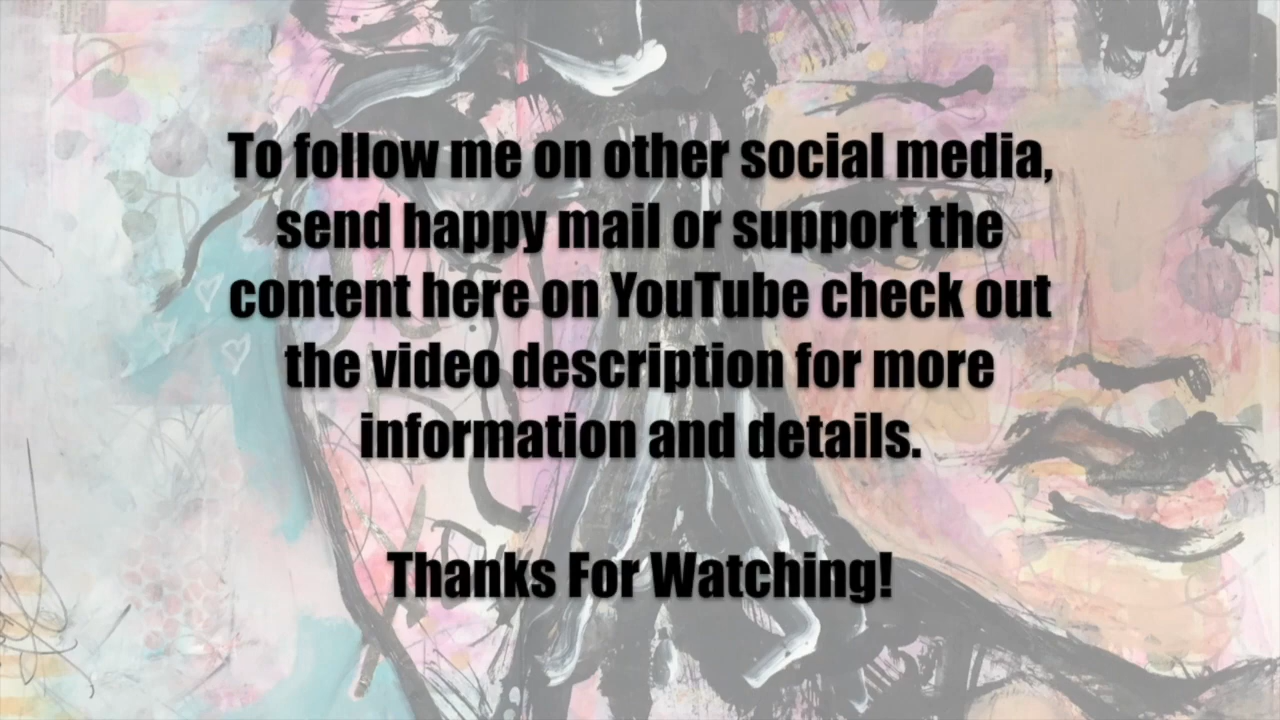 To follow me on other social media,
send happy mail or support the
content here on YouTube check out
the video description for more
information and details.
Thanks For Watching!